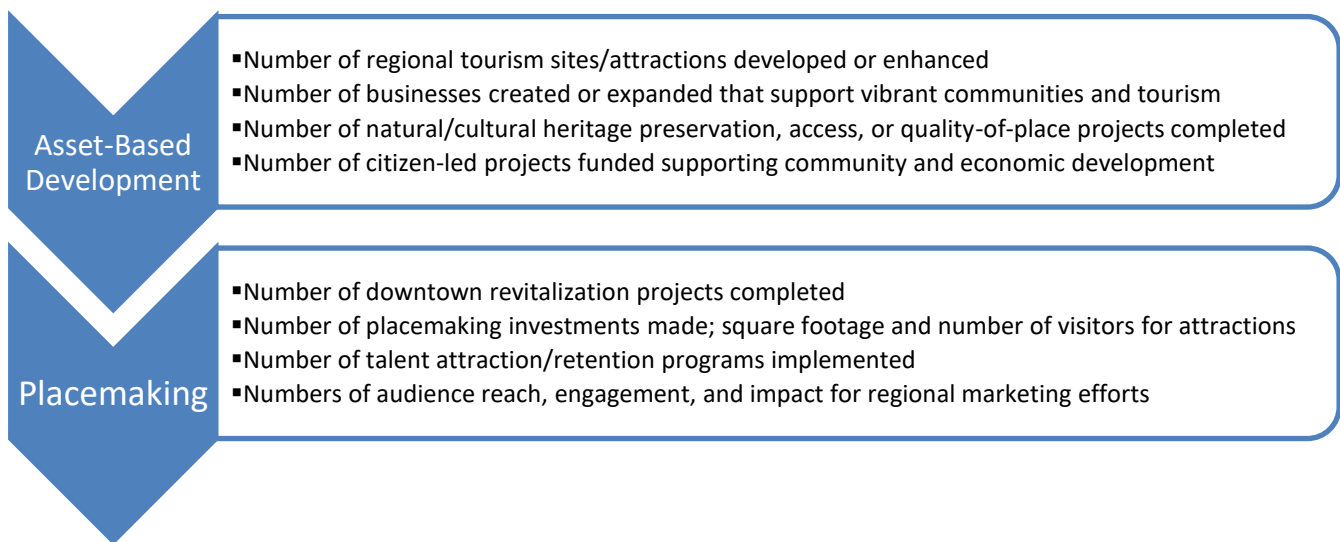 Asset-Based
Development
▪Number of regional tourism sites/attractions developed or enhanced
▪Number of businesses created or expanded that support vibrant communities and tourism
▪Number of natural/cultural heritage preservation, access, or quality-of-place projects completed
▪Number of citizen-led projects funded supporting community and economic development
Placemaking
▪Number of downtown revitalization projects completed
▪Number of placemaking investments made; square footage and number of visitors for attractions
▪Number of talent attraction/retention programs implemented
▪Numbers of audience reach, engagement, and impact for regional marketing efforts